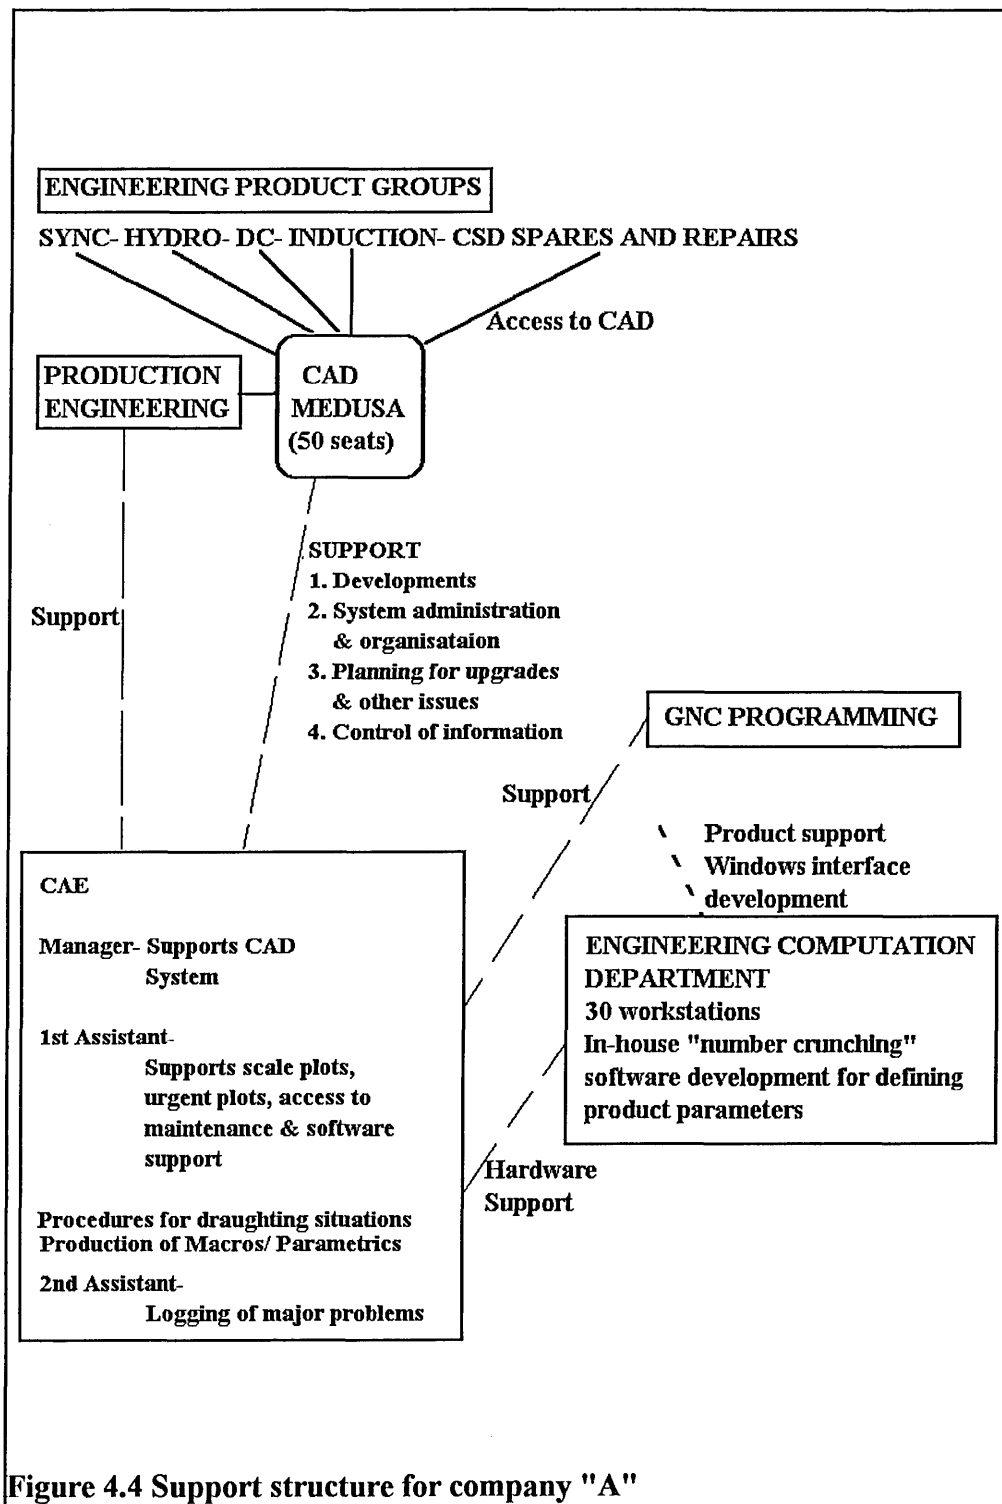 ENGINEERING PRODUCT GROUPS
SYNC- HYDRO- DC- INDUCTION- CSD SPARES AND REPAIRS
Access to CAD
PRODUCTION
ENGINEERING
CAD
MEDUSA
(50 seats)
SUPPORT
1. Developments
2. System administration
& organisataion
3. Planning for upgrades
& other issues
4. Control of information
Support
GNC PROGRAMMING
Support
Product support
Windows interface
development
CAE
Manager- Supports CAD
System
1st Assistant-
Supports scale plots,
urgent plots, access to
maintenance & software
support
Procedures for draughting situations
Production of Macros/ Parametrics
2nd Assistant-
Logging of major problems
ENGINEERING COMPUTATION
DEPARTMENT
30 workstations
In-house "number crunching"
software development for defining
product parameters
Hardware
Support
Figure 4.4 Support structure for company "A"